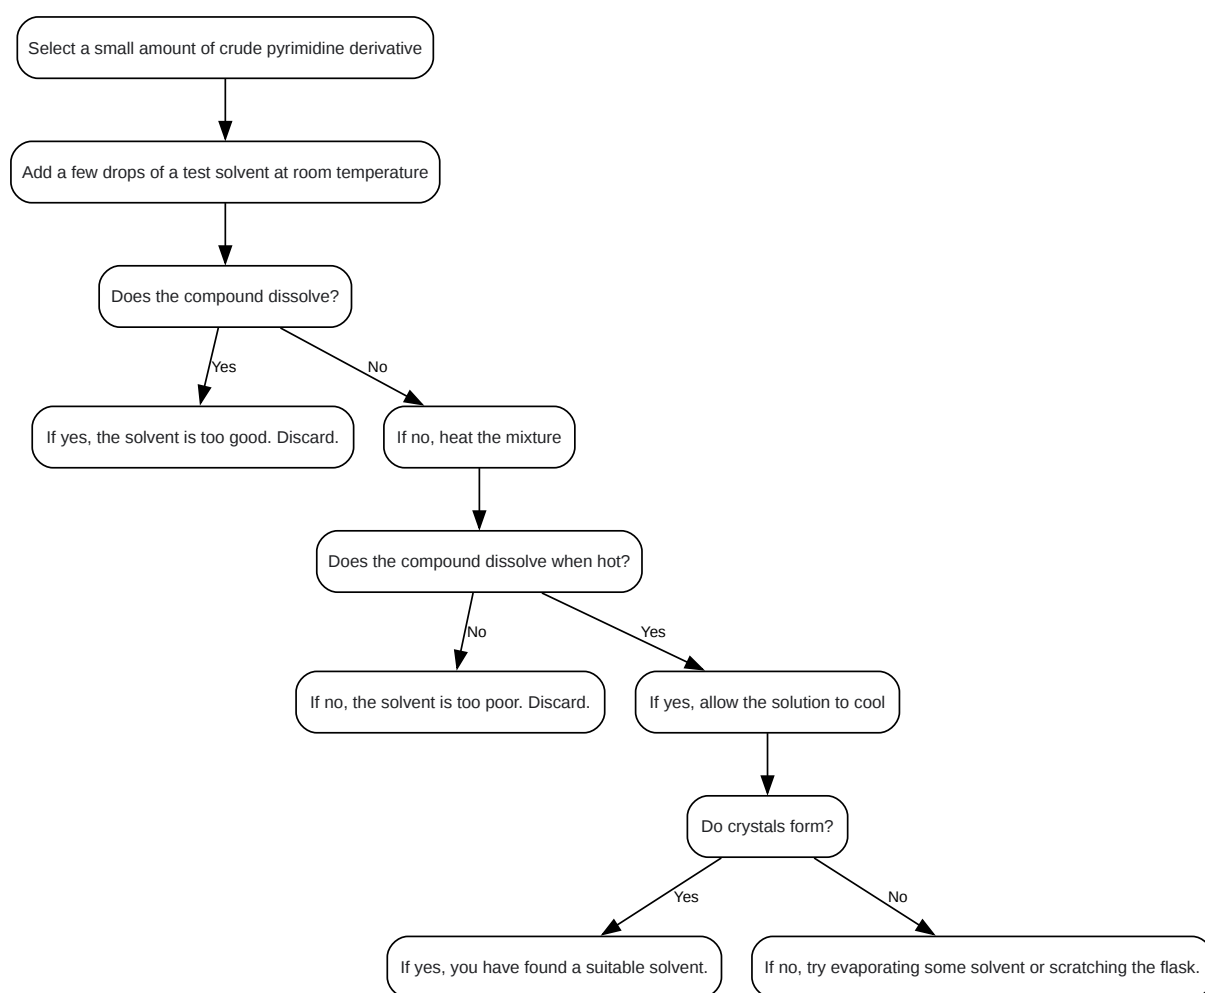 Select a small amount of crude pyrimidine derivative
Add a few drops of a test solvent at room temperature
Does the compound dissolve?
Yes
No
If yes, the solvent is too good. Discard.
If no, heat the mixture
Does the compound dissolve when hot?
No
Yes
If no, the solvent is too poor. Discard.
If yes, allow the solution to cool
Do crystals form?
Yes
No
If yes, you have found a suitable solvent.
If no, try evaporating some solvent or scratching the flask.